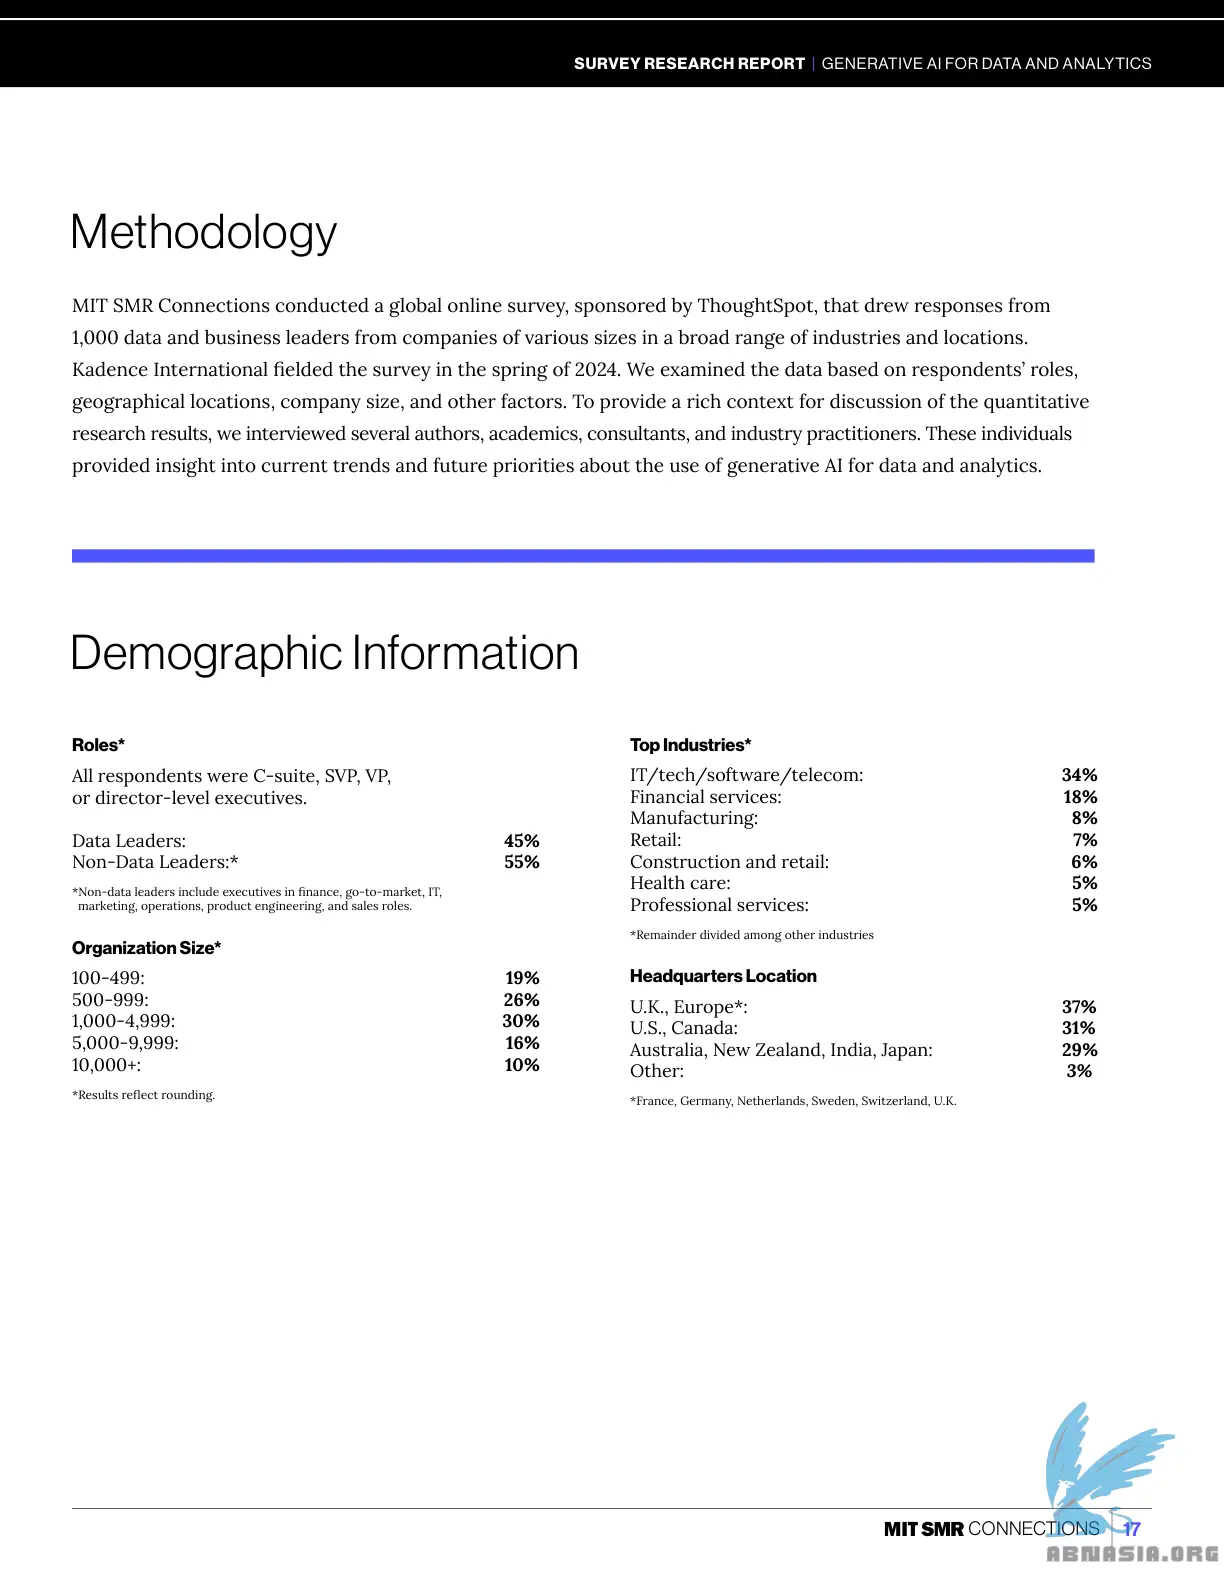 SURVEY RESEARCH REPORT | GENERATIVE AI FOR DATA AND ANALYTICS
Methodology
MIT SMR Connections conducted a global online survey, sponsored by ThoughtSpot, that drew responses from
1,000 data and business leaders from companies of various sizes in a broad range of industries and locations.
Kadence International fielded the survey in the spring of 2024. We examined the data based on respondents’ roles,
geographical locations, company size, and other factors. To provide a rich context for discussion of the quantitative
research results, we interviewed several authors, academics, consultants, and industry practitioners. These individuals
provided insight into current trends and future priorities about the use of generative AI for data and analytics.
Demographic Information
Roles*
All respondents were C-suite, SVP, VP,
or director-level executives.
Data Leaders: 45%
Non-Data Leaders:* 55%
*Non-data leaders include executives in finance, go-to-market, IT,
marketing, operations, product engineering, and sales roles.
Organization Size*
100-499: 19%
500-999: 26%
1,000-4,999: 30%
5,000-9,999: 16%
10,000+: 10%
*Results reflect rounding.
Top Industries*
IT/tech/software/telecom: 34%
Financial services: 18%
Manufacturing: 8%
Retail: 7%
Construction and retail: 6%
Health care: 5%
Professional services: 5%
*Remainder divided among other industries
Headquarters Location
U.K., Europe*: 37%
U.S., Canada: 31%
Australia, New Zealand, India, Japan: 29%
Other: 3%
*France, Germany, Netherlands, Sweden, Switzerland, U.K.
MIT SMR CONNECTIONS | 17
ABNASIA.ORG